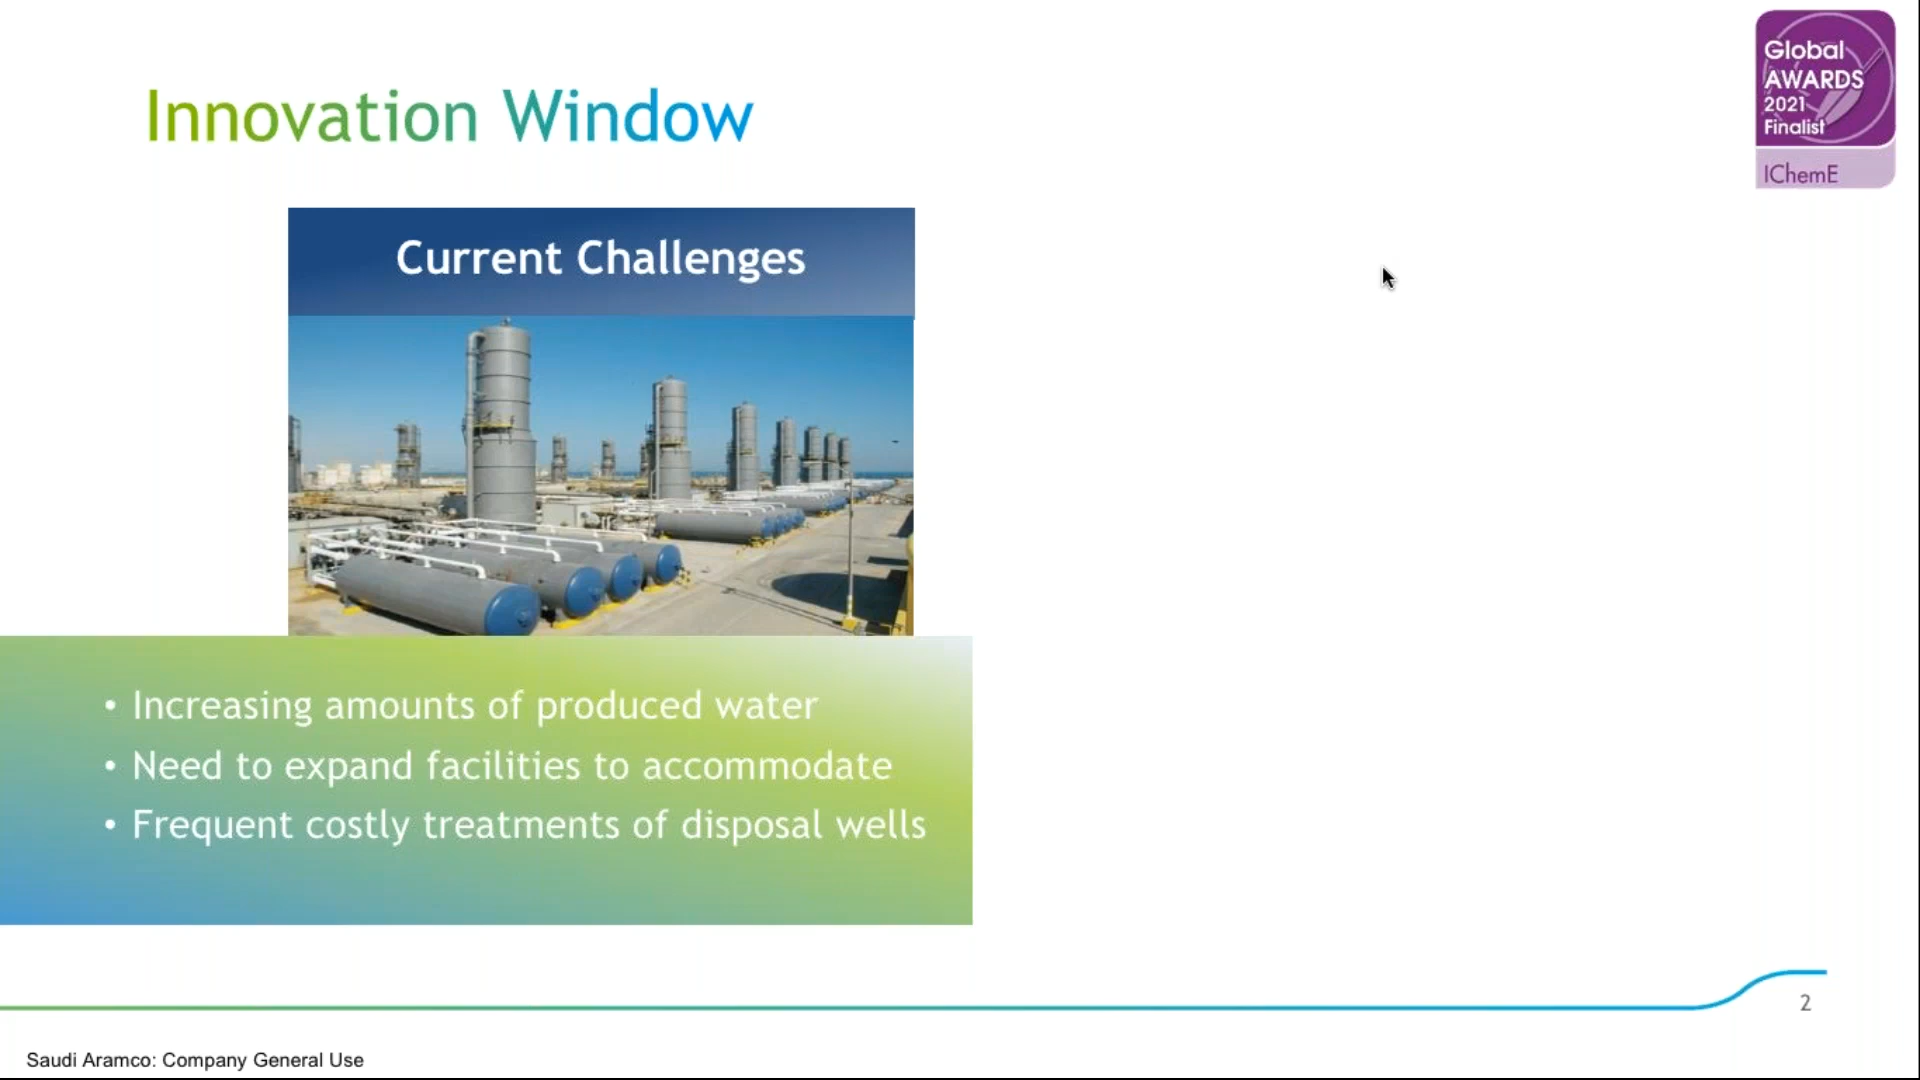 Innovation Window
Global
AWARDS
2021
Finalist
IChemE
Current Challenges
• Increasing amounts of produced water
• Need to expand facilities to accommodate
• Frequent costly treatments of disposal wells
2
Saudi Aramco: Company General Use